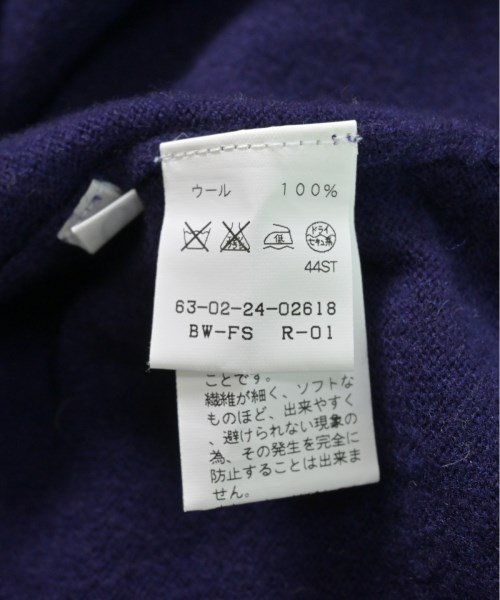 ウール 100%
低
ドライ
セキユ系
44ST
63-02-24-02618
BW-FS R-01
ことです。
繊維が細く、ソフトな
ものほど、出来やすく
、避けられない現象の
為、その発生を完全に
防止することは出来ま
せん。